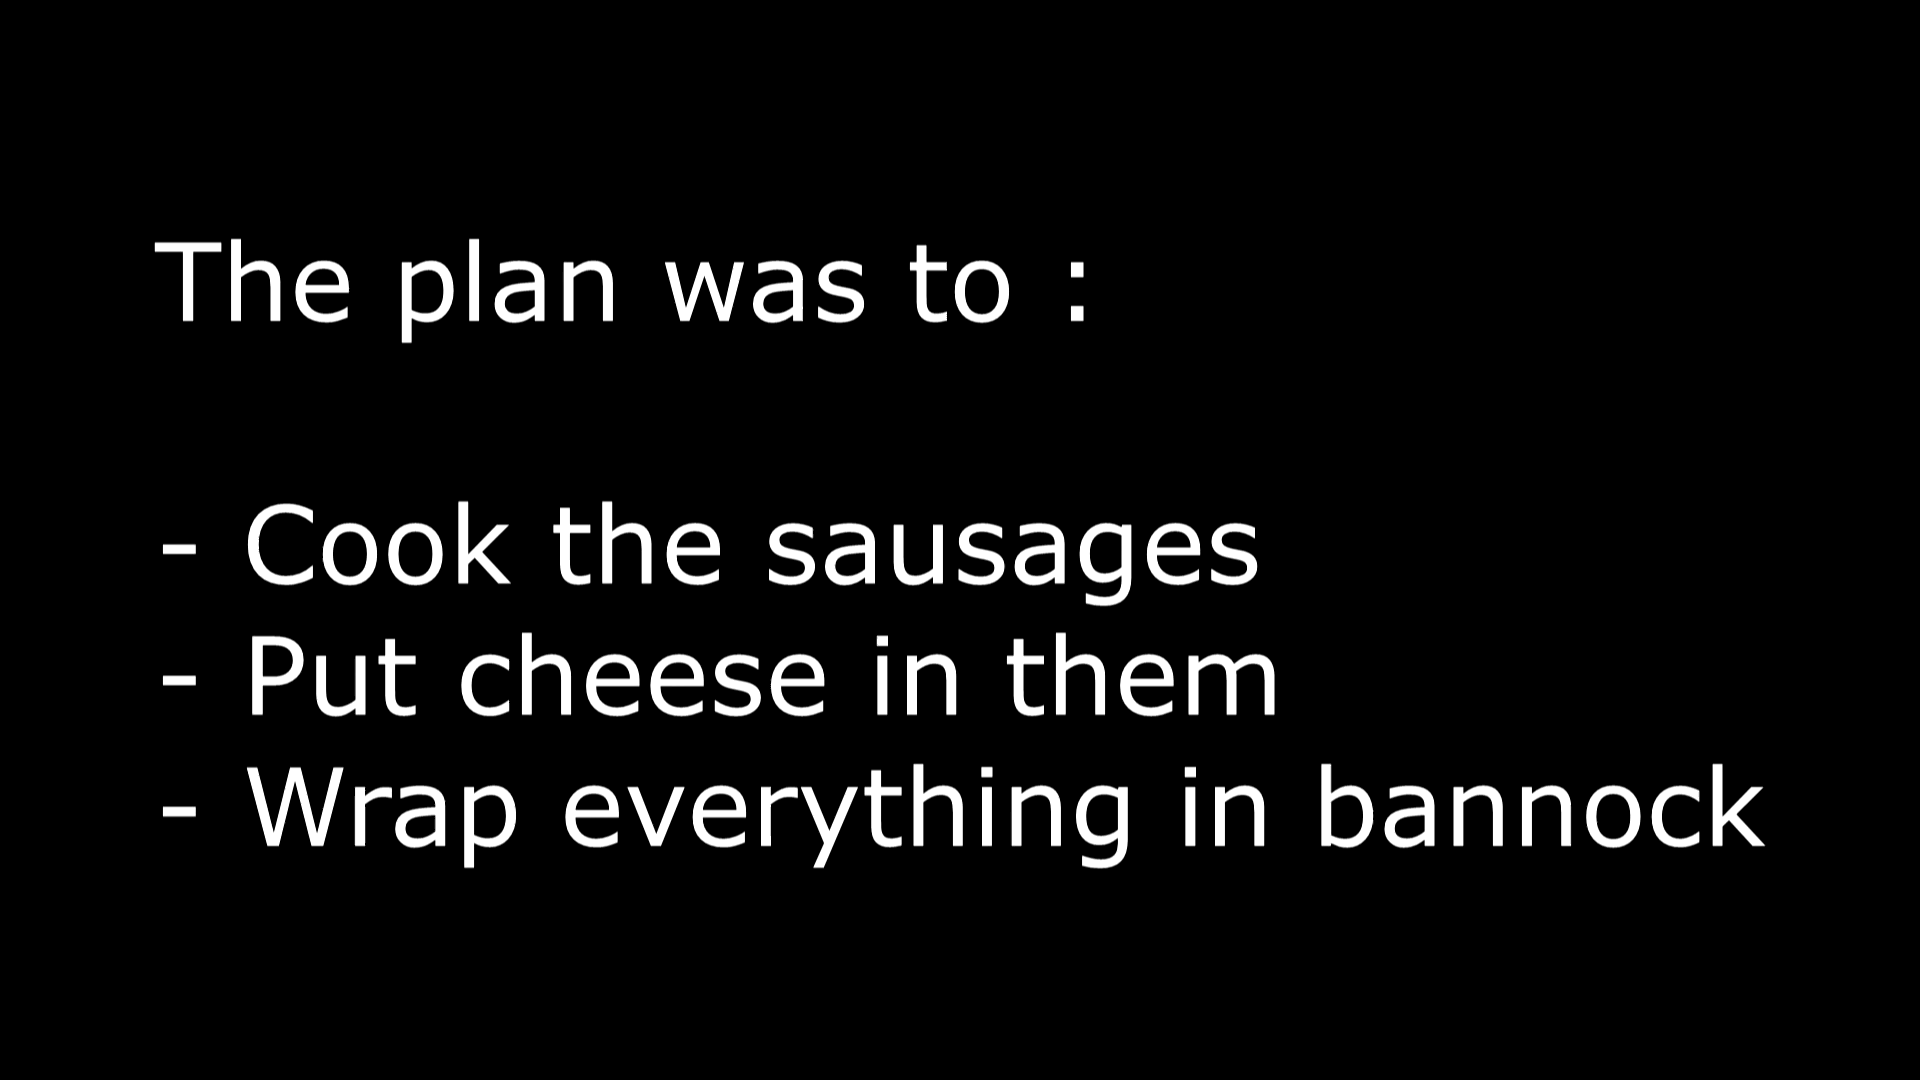 The plan was to :
- Cook the sausages
- Put cheese in them
- Wrap everything in bannock